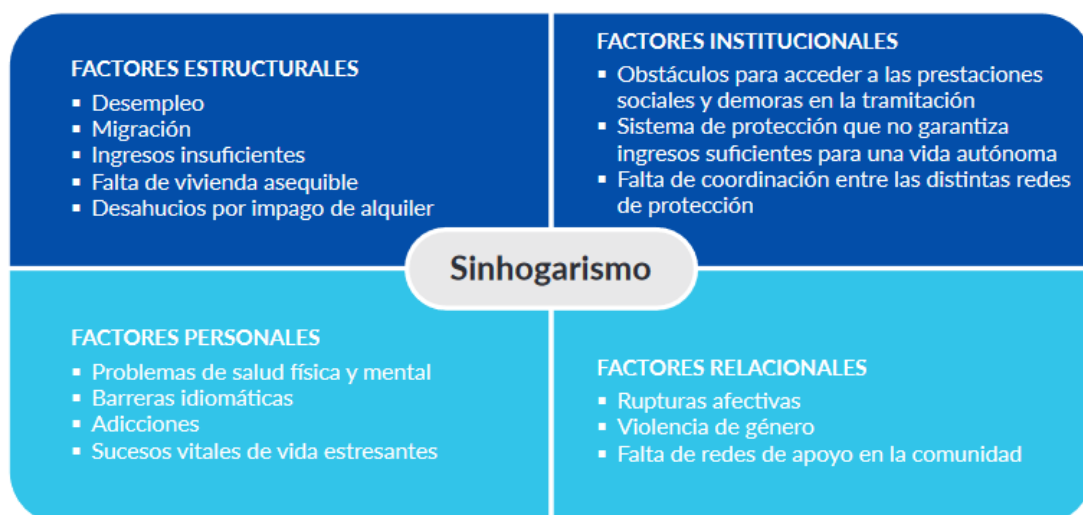 FACTORES ESTRUCTURALES
▪ Desempleo
▪ Migración
▪ Ingresos insuficientes
▪ Falta de vivienda asequible
▪ Desahucios por impago de alquiler
FACTORES INSTITUCIONALES
▪ Obstáculos para acceder a las prestaciones
sociales y demoras en la tramitación
▪ Sistema de protección que no garantiza
ingresos suficientes para una vida autónoma
▪ Falta de coordinación entre las distintas redes
de protección
Sinhogarismo
FACTORES PERSONALES
▪ Problemas de salud física y mental
▪ Barreras idiomáticas
▪ Adicciones
▪ Sucesos vitales de vida estresantes
FACTORES RELACIONALES
▪ Rupturas afectivas
▪ Violencia de género
▪ Falta de redes de apoyo en la comunidad